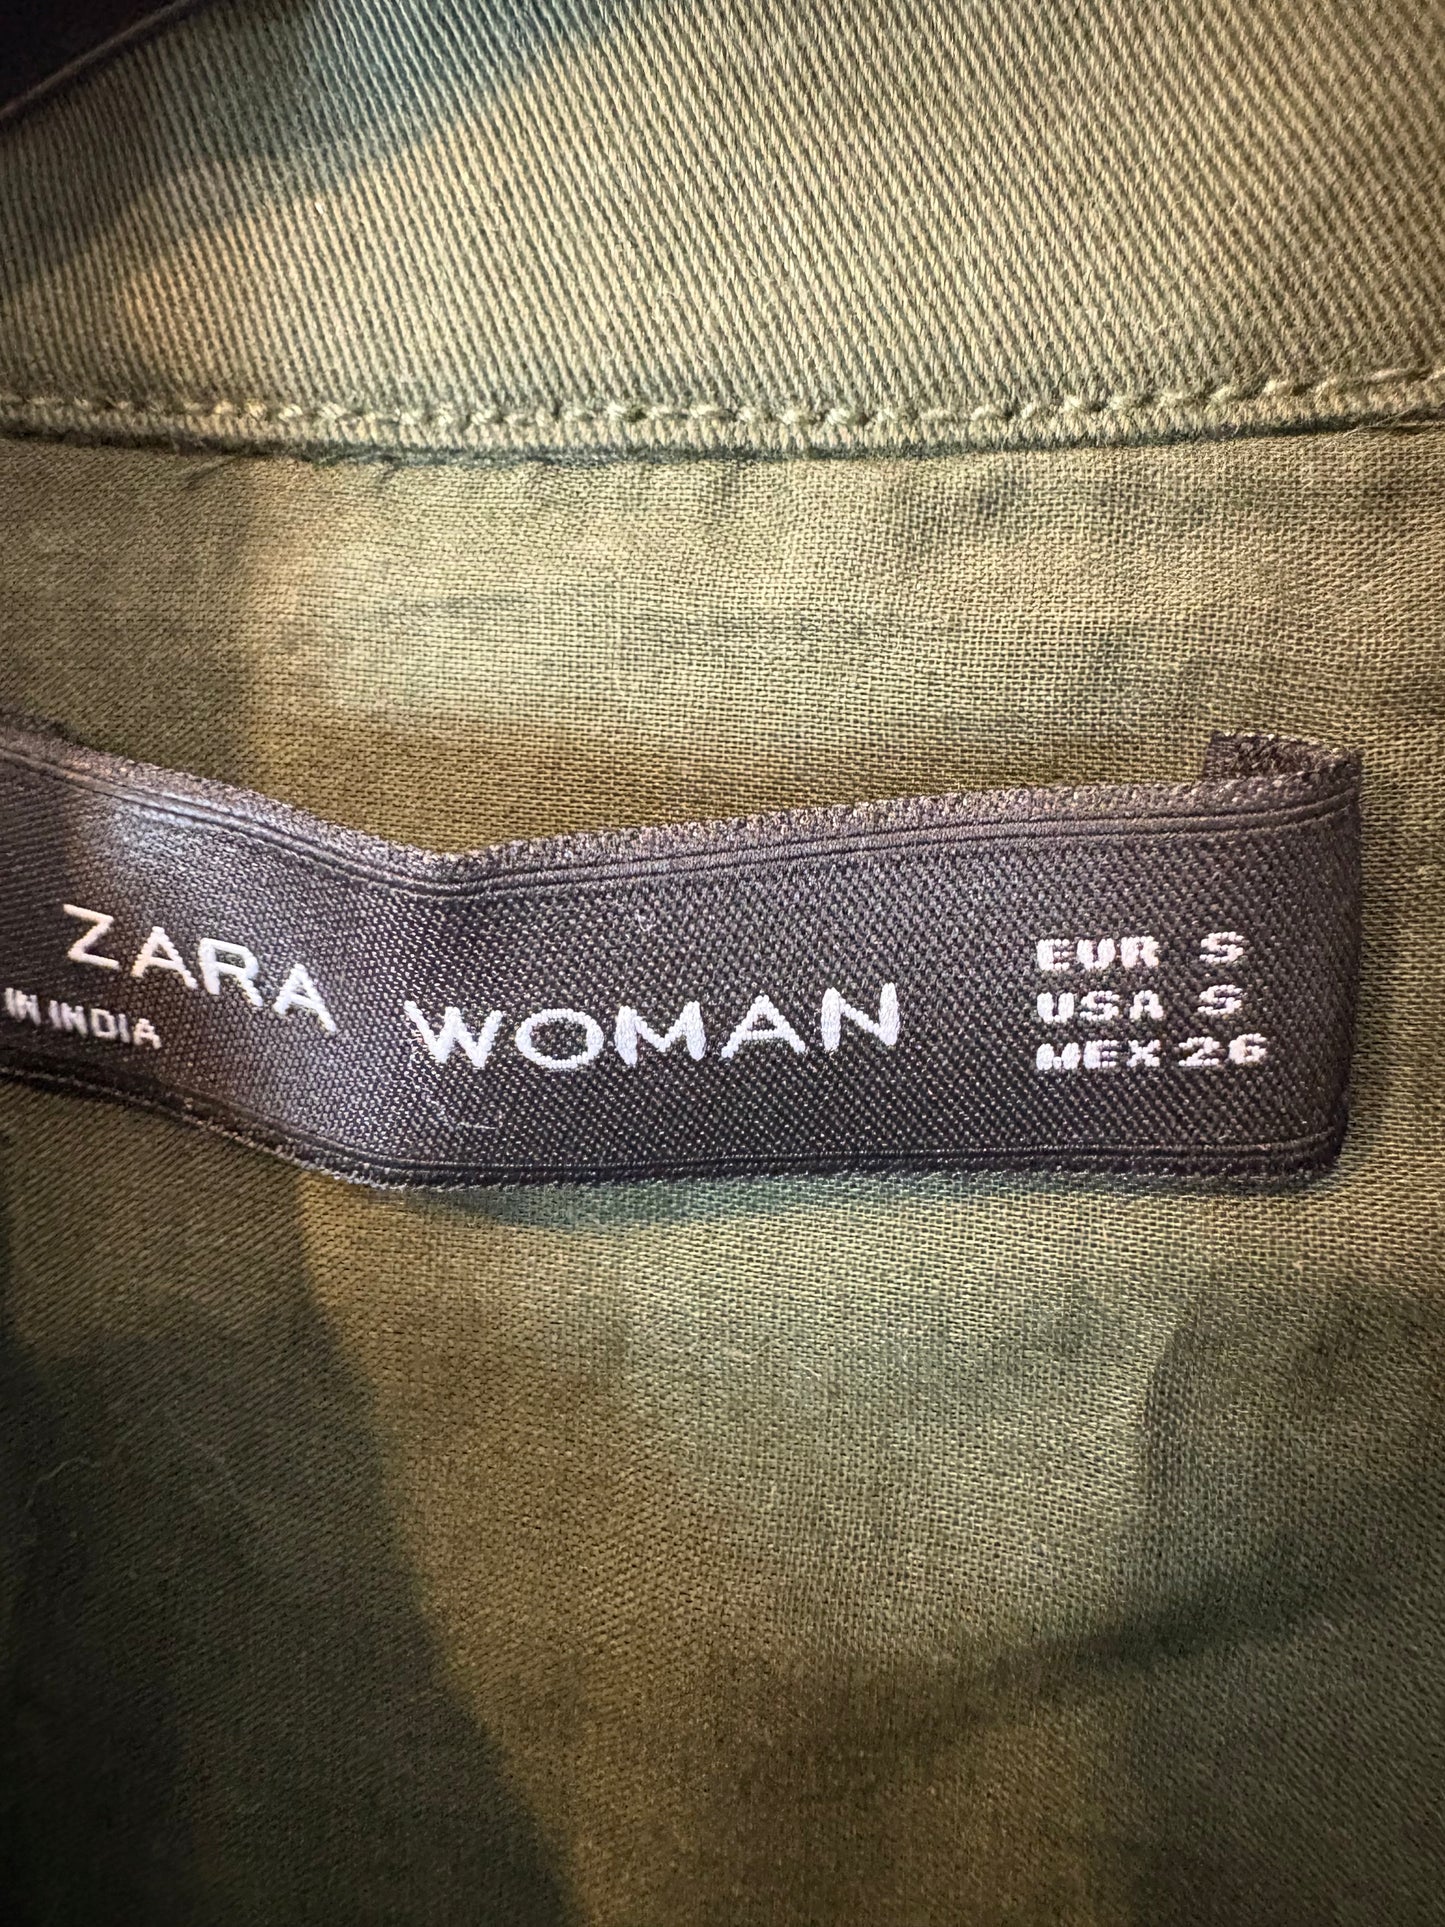 ZARA WOMAN
IN INDIA
EUR S
USA S
MEX 26